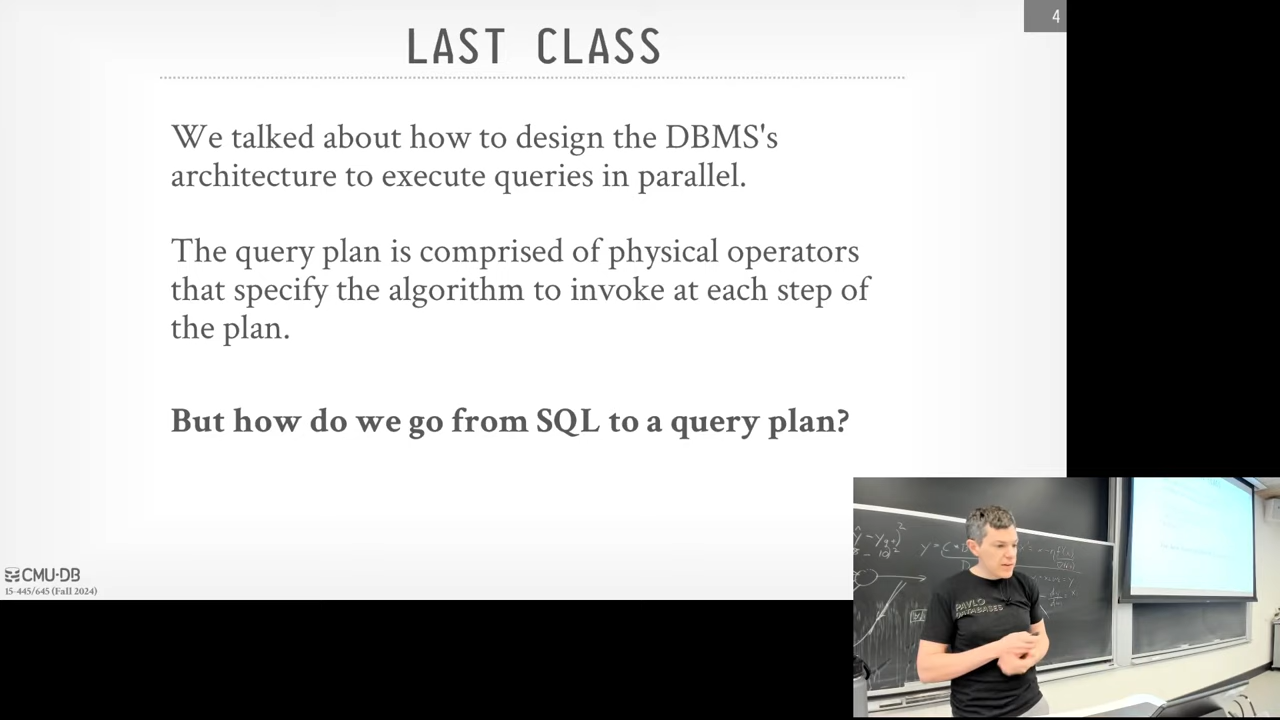 4
LAST CLASS
We talked about how to design the DBMS's
architecture to execute queries in parallel.
The query plan is comprised of physical operators
that specify the algorithm to invoke at each step of
the plan.
But how do we go from SQL to a query plan?
CMU·DB
15-445/645 (Fall 2024)
PAVLO
DATABASES